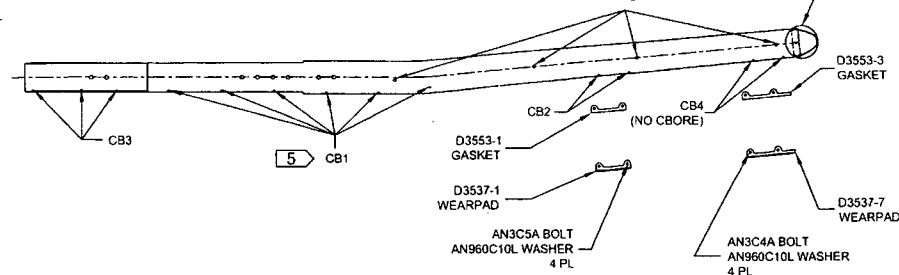 D3553-3
GASKET
CB2
CB4
(NO CBORE)
CB3
5
CB1
D3553-1
GASKET
D3537-1
WEARPAD
D3537-7
WEARPAD
AN3C5A BOLT
AN960C10L WASHER
4 PL
AN3C4A BOLT
AN960C10L WASHER
4 PL